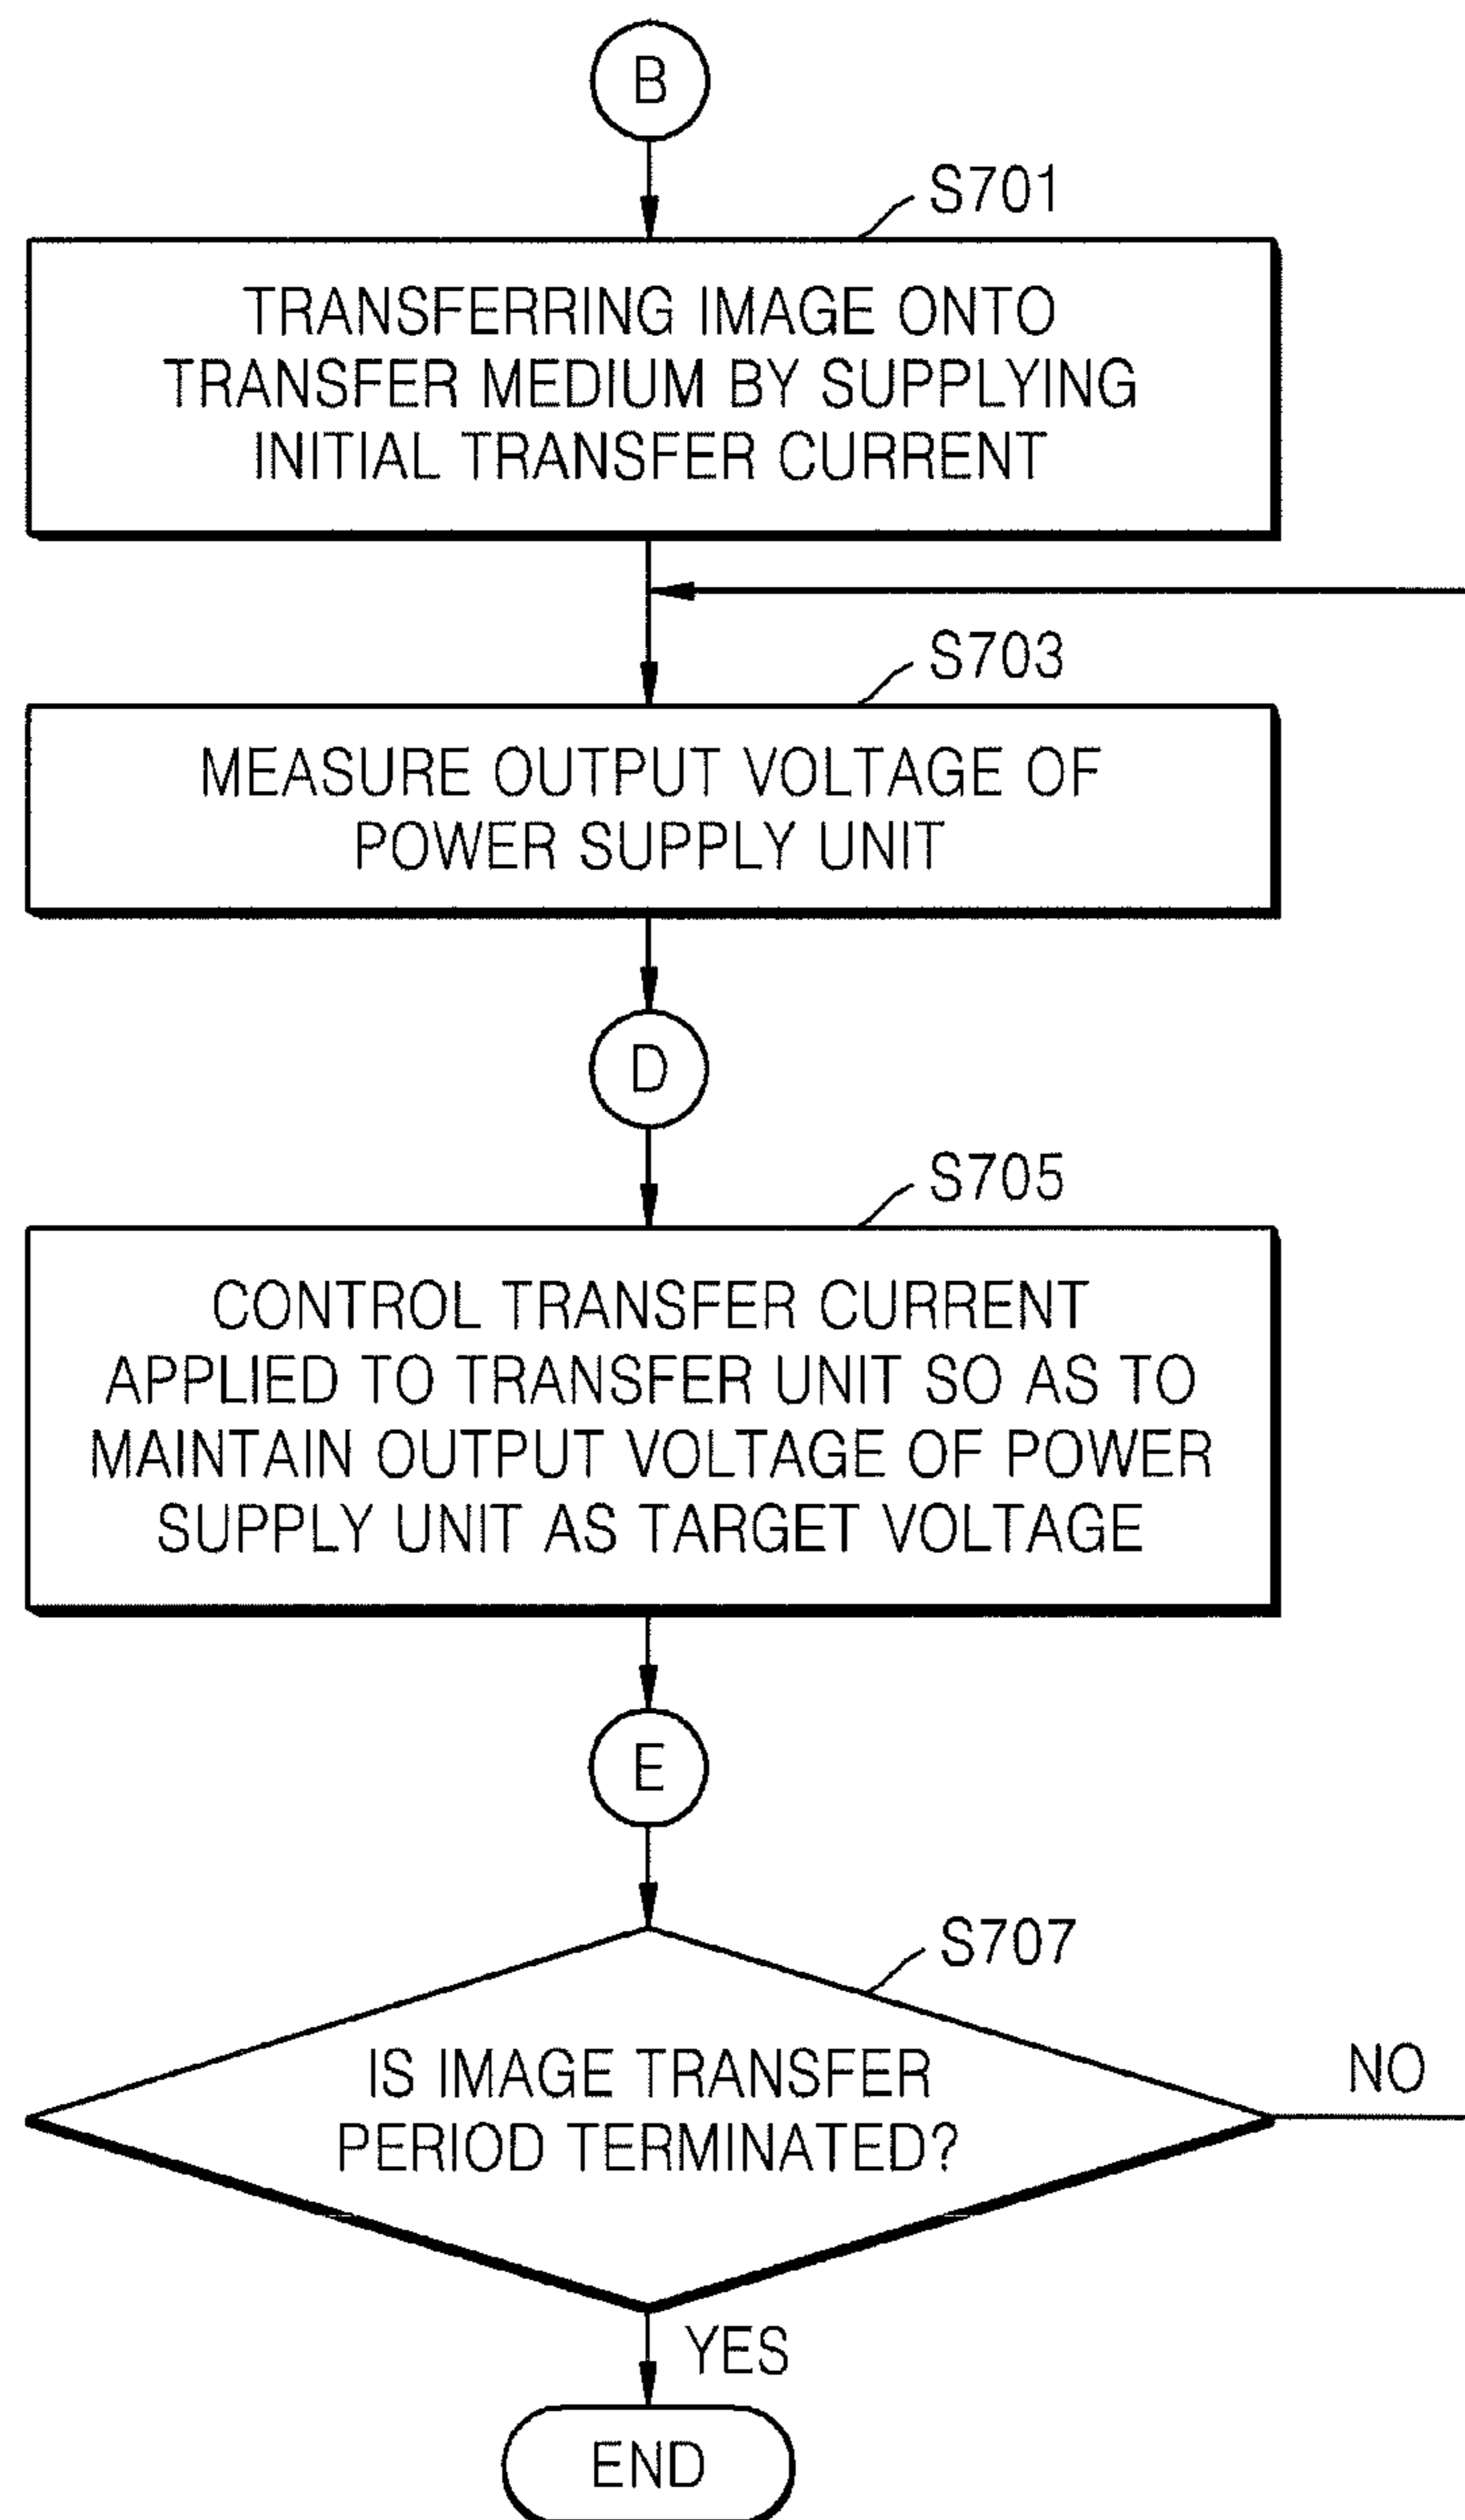 B
S701
TRANSFERRING IMAGE ONTO
TRANSFER MEDIUM BY SUPPLYING
INITIAL TRANSFER CURRENT
S703
MEASURE OUTPUT VOLTAGE OF
POWER SUPPLY UNIT
D
S705
CONTROL TRANSFER CURRENT
APPLIED TO TRANSFER UNIT SO AS TO
MAINTAIN OUTPUT VOLTAGE OF POWER
SUPPLY UNIT AS TARGET VOLTAGE
E
S707
IS IMAGE TRANSFER
PERIOD TERMINATED?
NO
YES
END